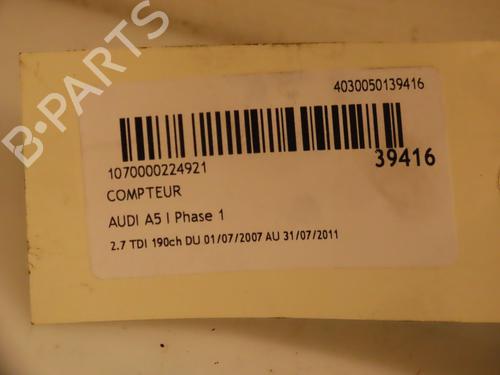 4030050139416
1070000224921
39416
COMPTEUR
AUDI A5 I Phase 1
2.7 TDI 190ch DU 01/07/2007 AU 31/07/2011
B-PARTS